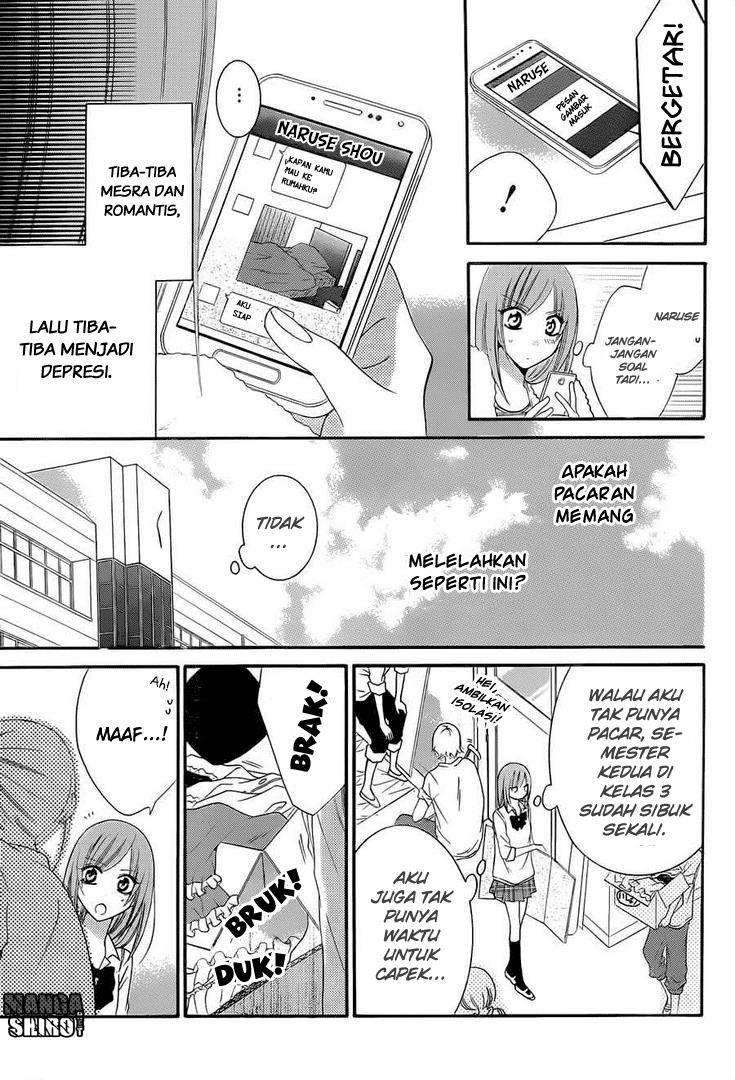 BERGETAR!
NARUSE
PESAN
GAMBAR
MASUK
!
NARUSE
JANGAN-
JANGAN
SOAL
TADI...
...
NARUSE SHOU
KAPAN KAMU
MAU KE
RUMAHKU?
AKU
SIAP
TIBA-TIBA
MESRA DAN
ROMANTIS,
LALU TIBA-
TIBA MENJADI
DEPRESI.
APAKAH
PACARAN
MEMANG
MELELAHKAN
SEPERTI INI?
TIDAK
...
WALAU AKU
TAK PUNYA
PACAR, SE-
MESTER
KEDUA DI
KELAS 3
SUDAH SIBUK
SEKALI.
HEI,
AMBILKAN
ISOLASI!
AKU
JUGA TAK
PUNYA
WAKTU
UNTUK
CAPEK...
BRAK!
BRUK!
DUK!
Ah!
MAAF...!
MANGA
SHIRO